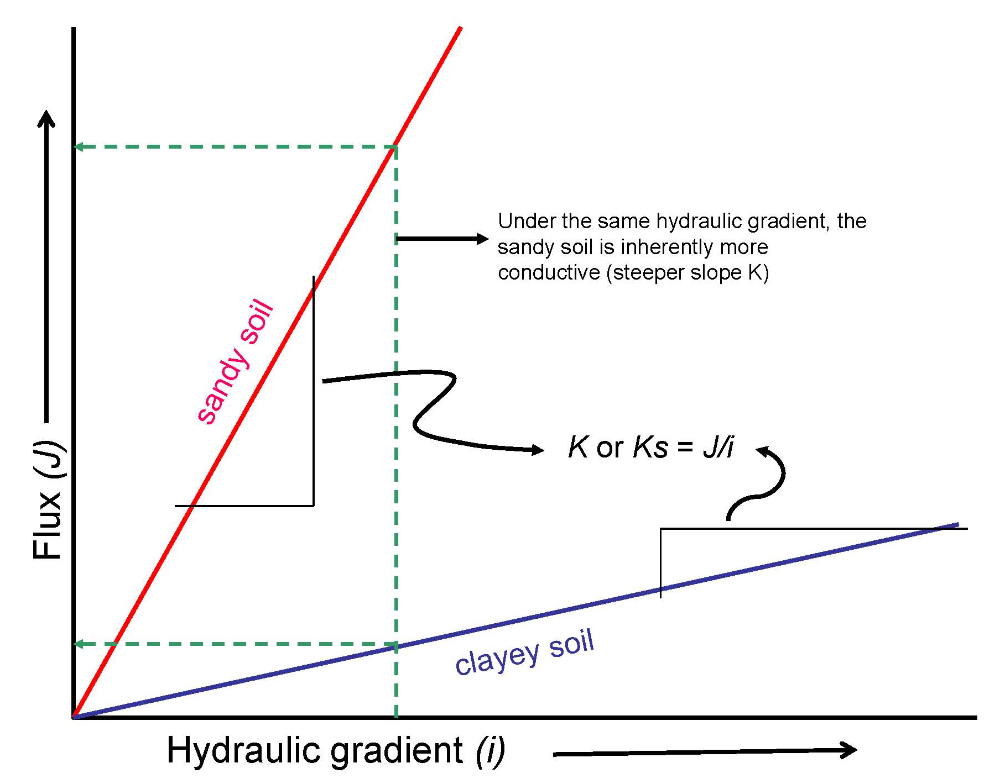 Under the same hydraulic gradient, the
sandy soil is inherently more
conductive (steeper slope K)
sandy soil
K or Ks = J/i
Flux (J)
clayey soil
Hydraulic gradient (i)